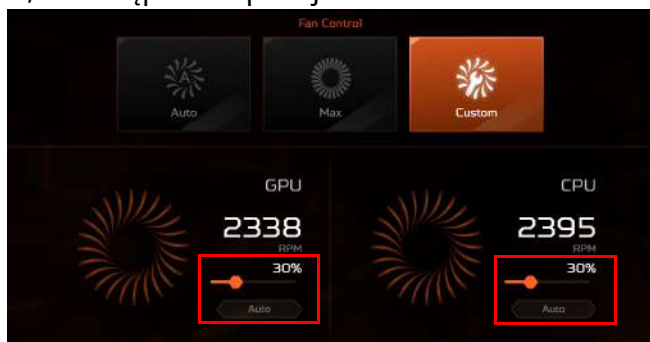 Fan Control
Auto
Max
Custom
GPU
2338
RPM
30%
Auto
CPU
2395
RPM
30%
Auto